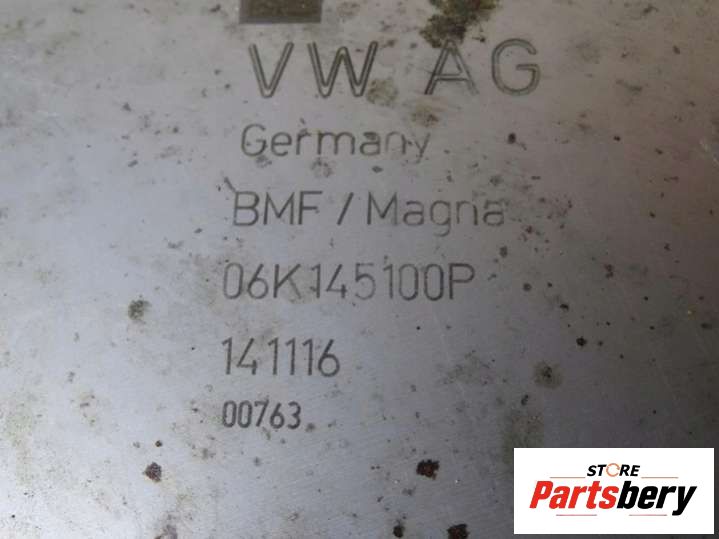 VW AG
Germany
BMF / Magna
06K145100P
141116
00763
STORE
Partsbery